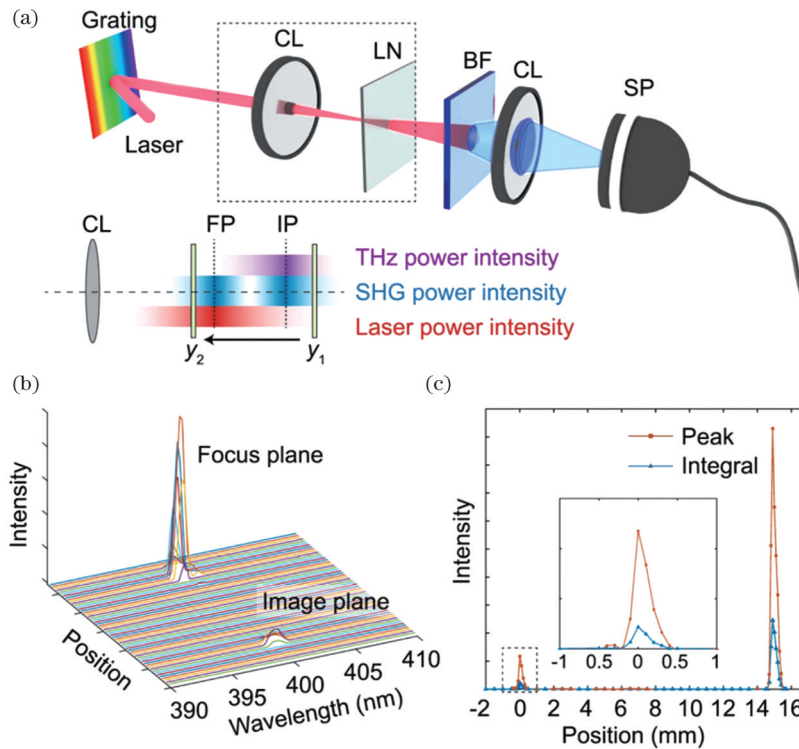 (a)
Grating
Laser
CL
LN
BF
CL
SP
CL
FP
IP
THz power intensity
SHG power intensity
Laser power intensity
y2
y1
(b)
Intensity
Focus plane
Image plane
Position
390
395
400
405
410
Wavelength (nm)
(c)
Intensity
Peak
Integral
-1
0.5
0
0.5
1
-2
0
2
4
6
8
10
12
14
16
Position (mm)